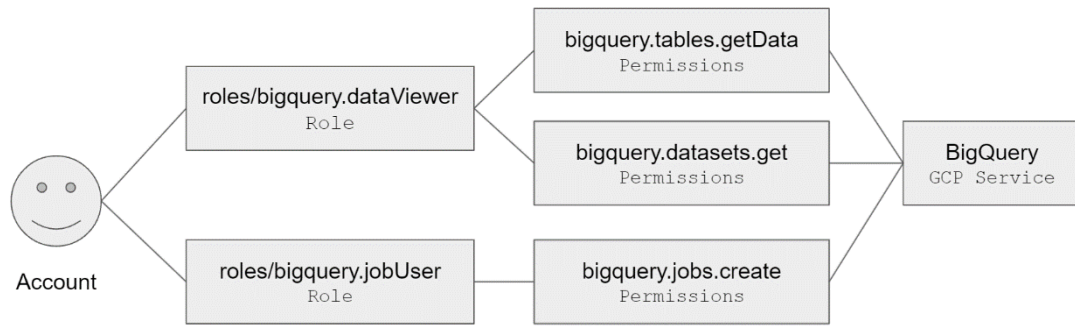 bigquery.tables.getData
Permissions
roles/bigquery.dataViewer
Role
bigquery.datasets.get
Permissions
BigQuery
GCP Service
Account
roles/bigquery.jobUser
Role
bigquery.jobs.create
Permissions